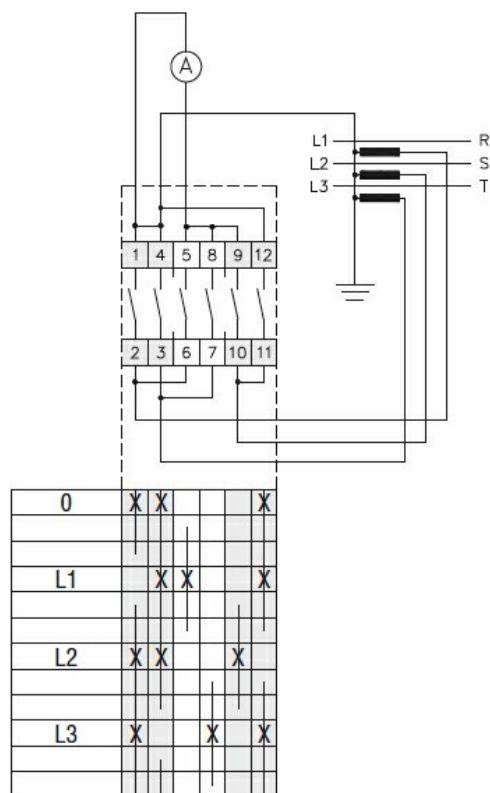 A
L1 R
L2 S
L3 T
1 4 5 8 9 12
2 3 6 7 10 11
0 X X X
L1 X X X
L2 X X X
L3 X X X